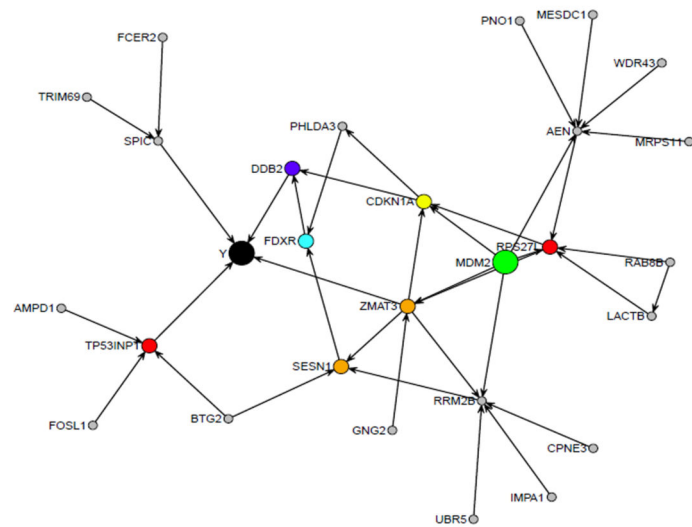 PNO1
MESDC1
FCER2
WDR43
TRIM69
PHLDA3
AEN
SPIC
MRPS11
DDB2
CDKN1A
FDXR
RPS27L
Y
MDM2
RAB8B
ZMAT3
AMPD1
LACTB
TP53INP1
SESN1
RRM2B
FOSL1
BTG2
GNG2
CPNE3
IMPA1
UBR5